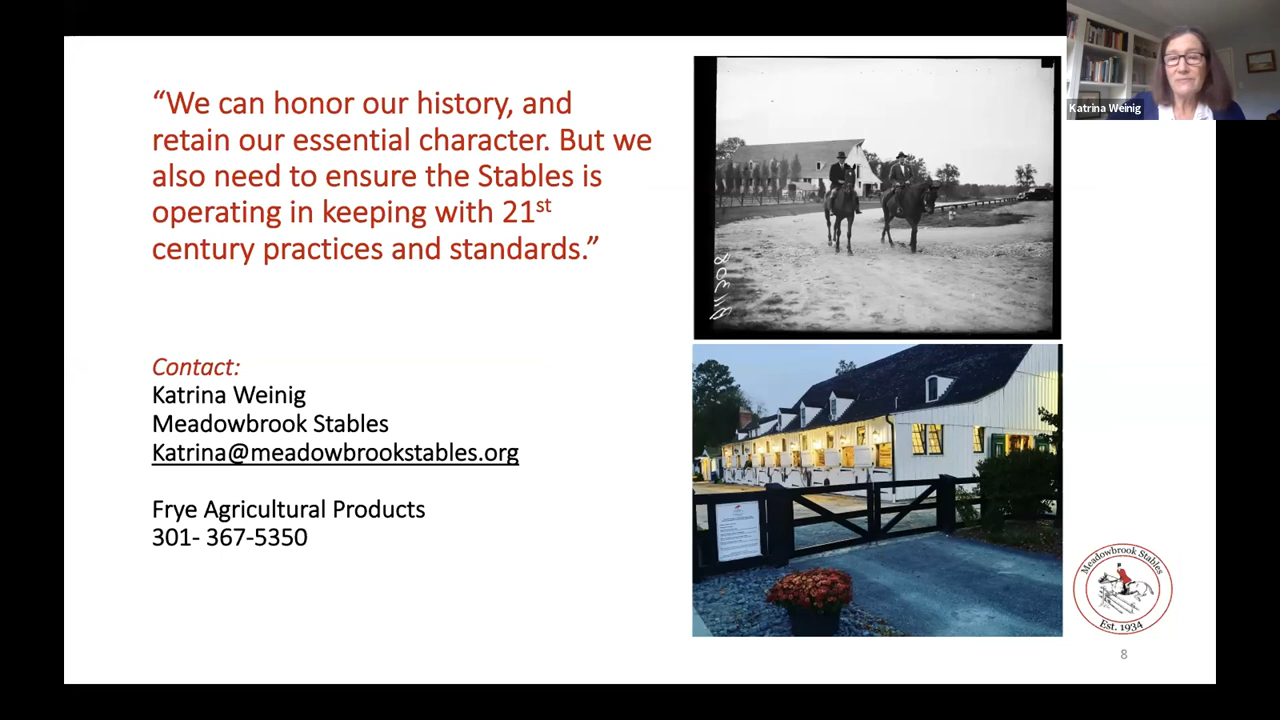 “We can honor our history, and
retain our essential character. But we
also need to ensure the Stables is
operating in keeping with 21st
century practices and standards.”
Contact:
Katrina Weinig
Meadowbrook Stables
Katrina@meadowbrookstables.org
Frye Agricultural Products
301- 367-5350
Katrina Weinig
Meadowbrook Stables
Est. 1934
8